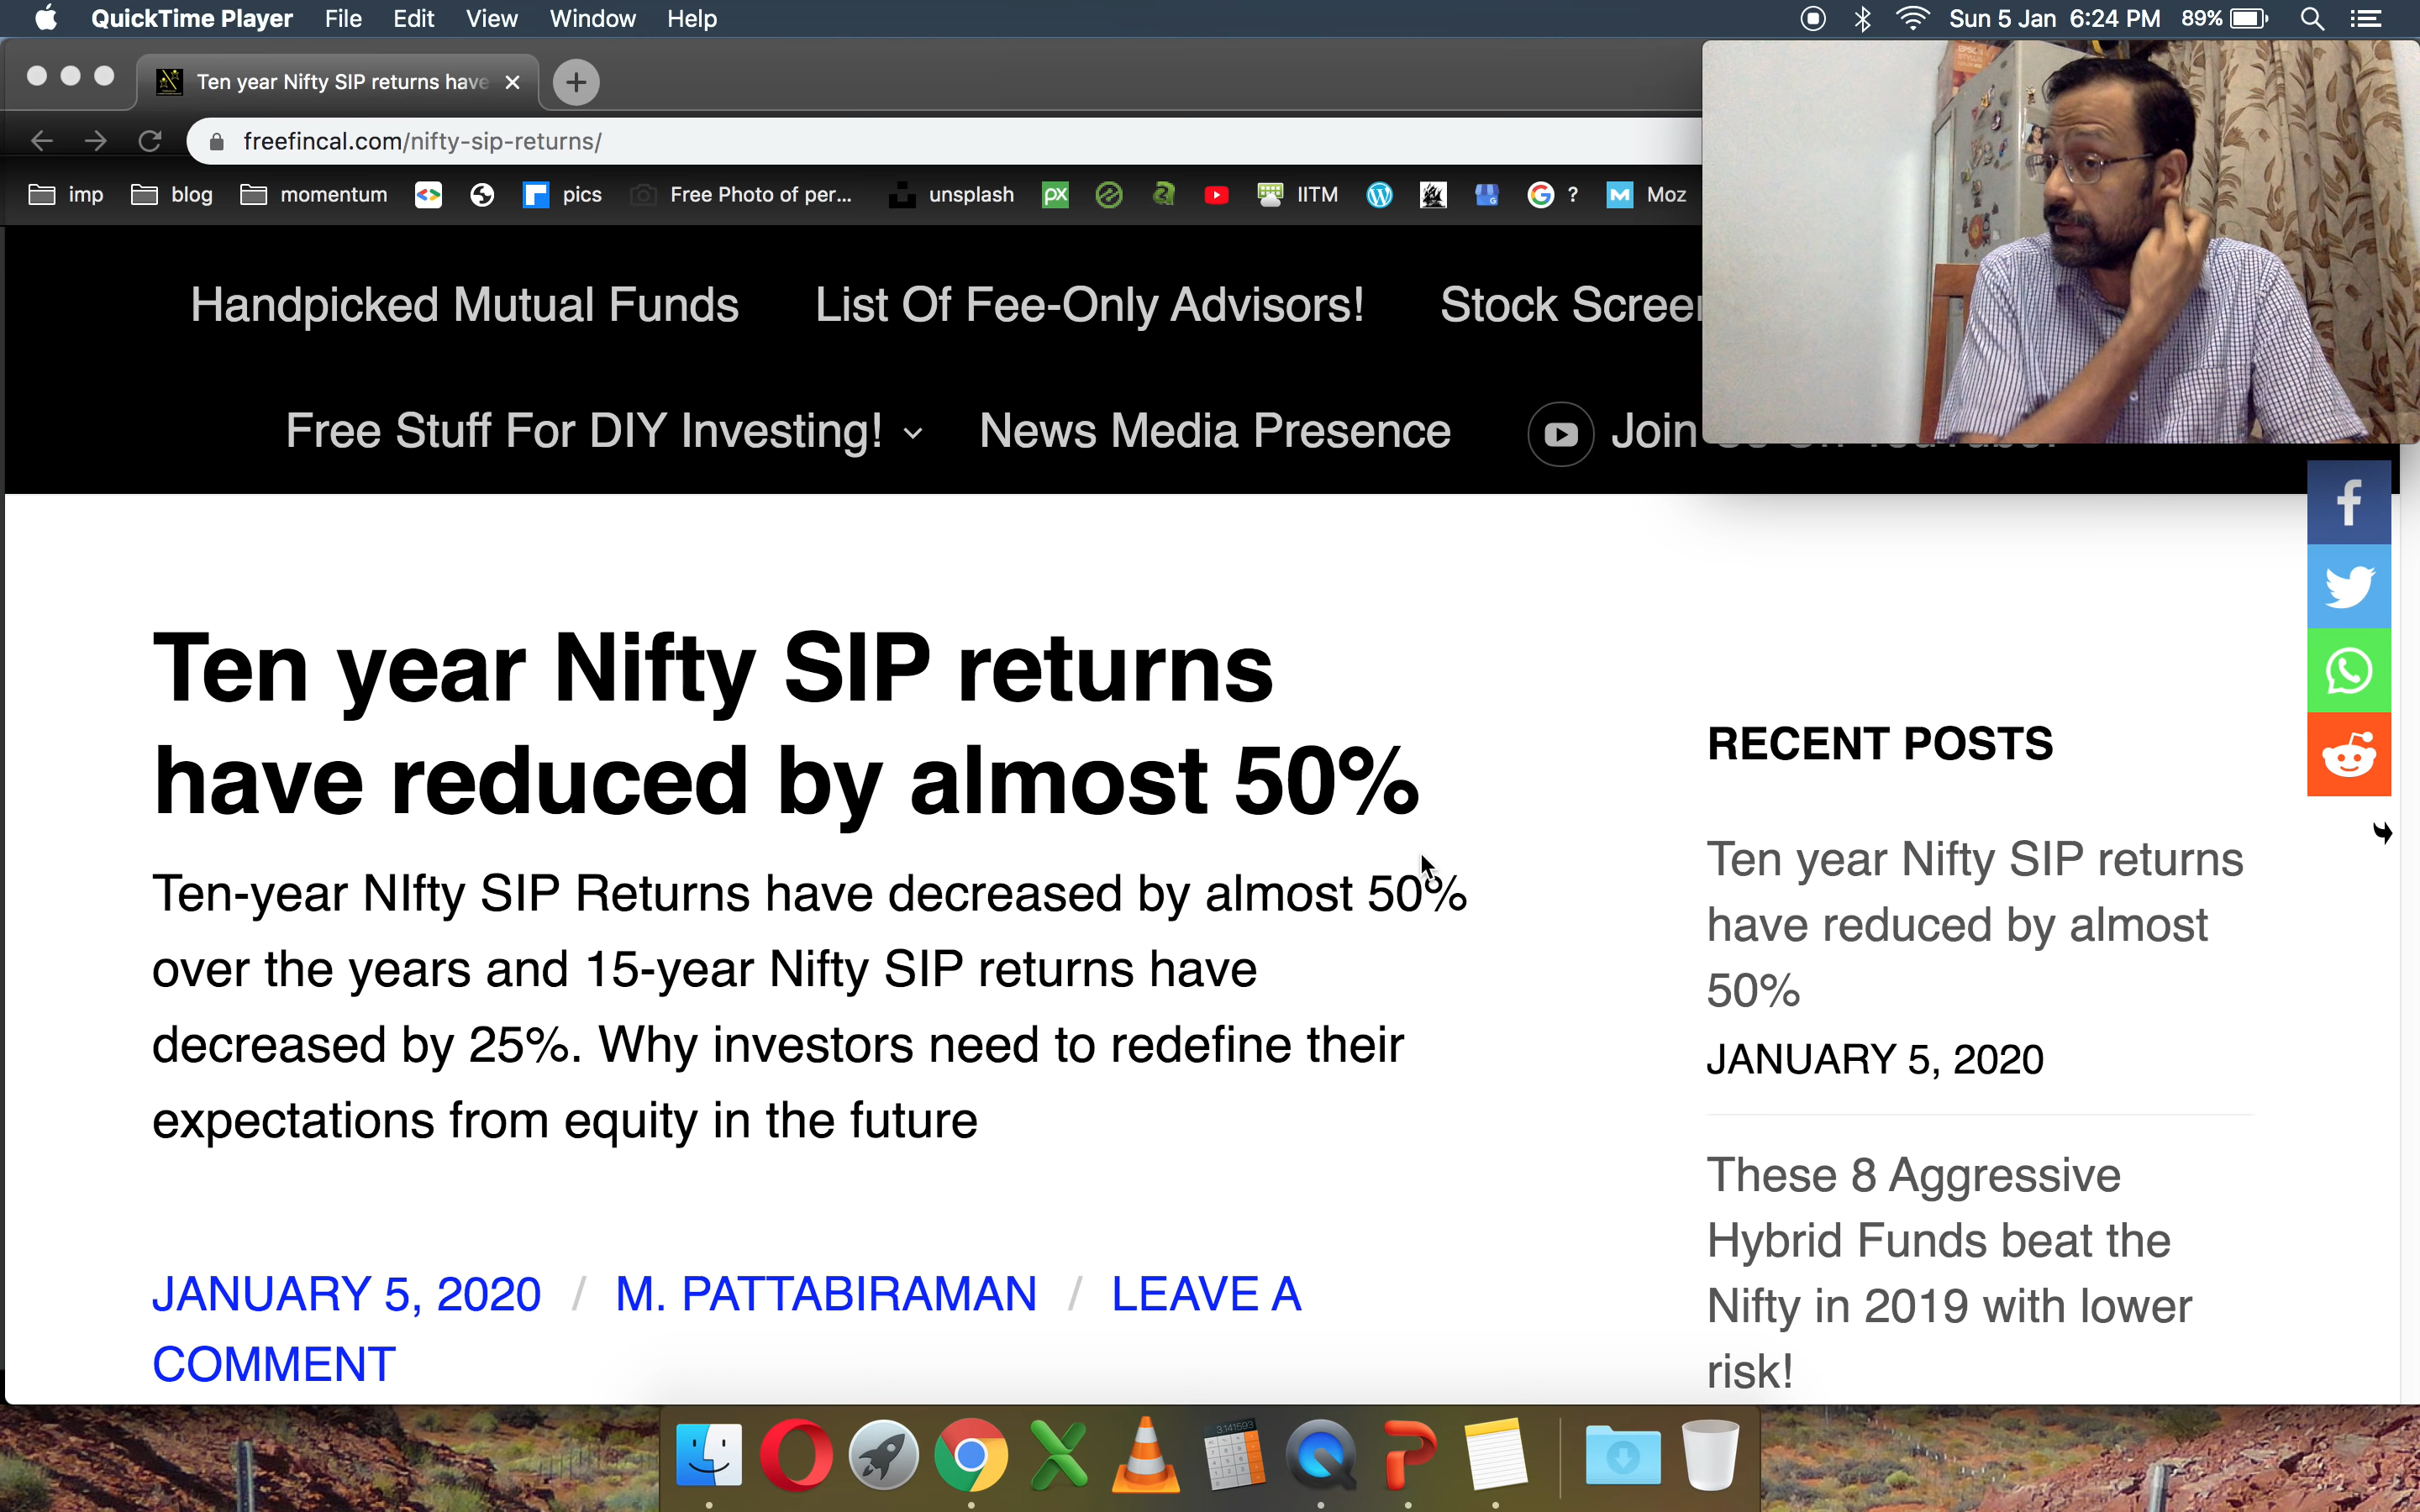 QuickTime Player File Edit View Window Help
Sun 5 Jan 6:24 PM 89%
Ten year Nifty SIP returns have
freefincal.com/nifty-sip-returns/
imp blog momentum pics Free Photo of per... unsplash px IITM ? Moz
Handpicked Mutual Funds List Of Fee-Only Advisors! Stock Screen
Free Stuff For DIY Investing! News Media Presence Join
Ten year Nifty SIP returns
have reduced by almost 50%
Ten-year NIfty SIP Returns have decreased by almost 50%
over the years and 15-year Nifty SIP returns have
decreased by 25%. Why investors need to redefine their
expectations from equity in the future
JANUARY 5, 2020 / M. PATTABIRAMAN / LEAVE A
COMMENT
RECENT POSTS
Ten year Nifty SIP returns
have reduced by almost
50%
JANUARY 5, 2020
These 8 Aggressive
Hybrid Funds beat the
Nifty in 2019 with lower
risk!